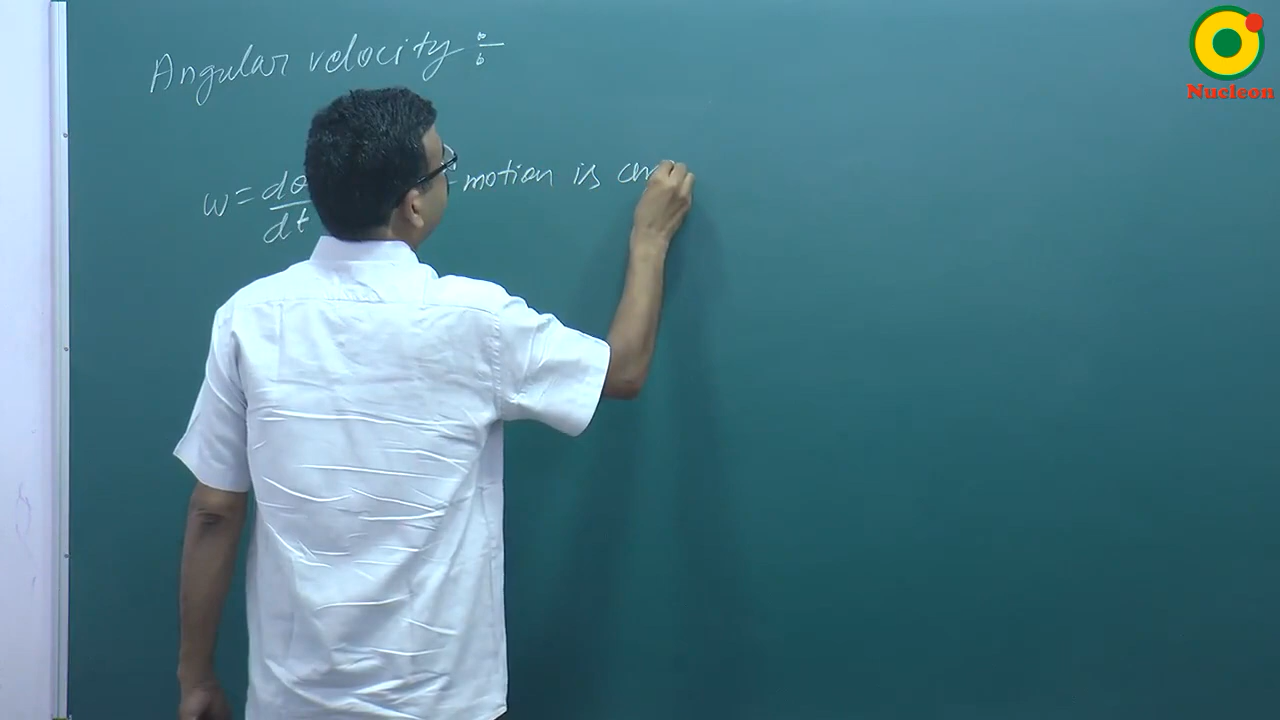 Angular velocity ÷
ω = dθ/dt motion is
Nucleon